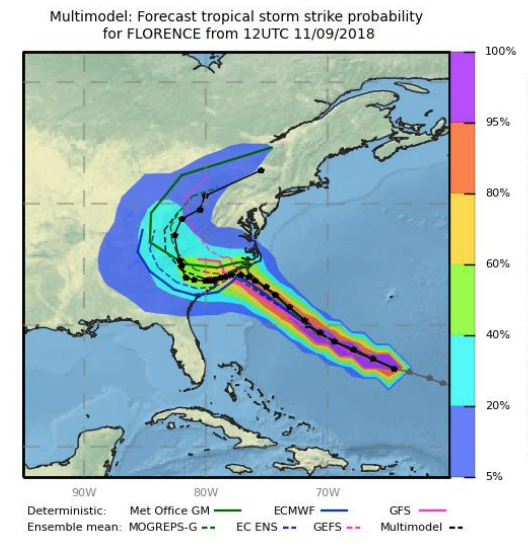 Multimodel: Forecast tropical storm strike probability
for FLORENCE from 12UTC 11/09/2018
100%
95%
80%
60%
40%
20%
5%
90W 80W 70W
Deterministic: Met Office GM ECMWF GFS
Ensemble mean: MOGREPS-G EC ENS GEFS Multimodel